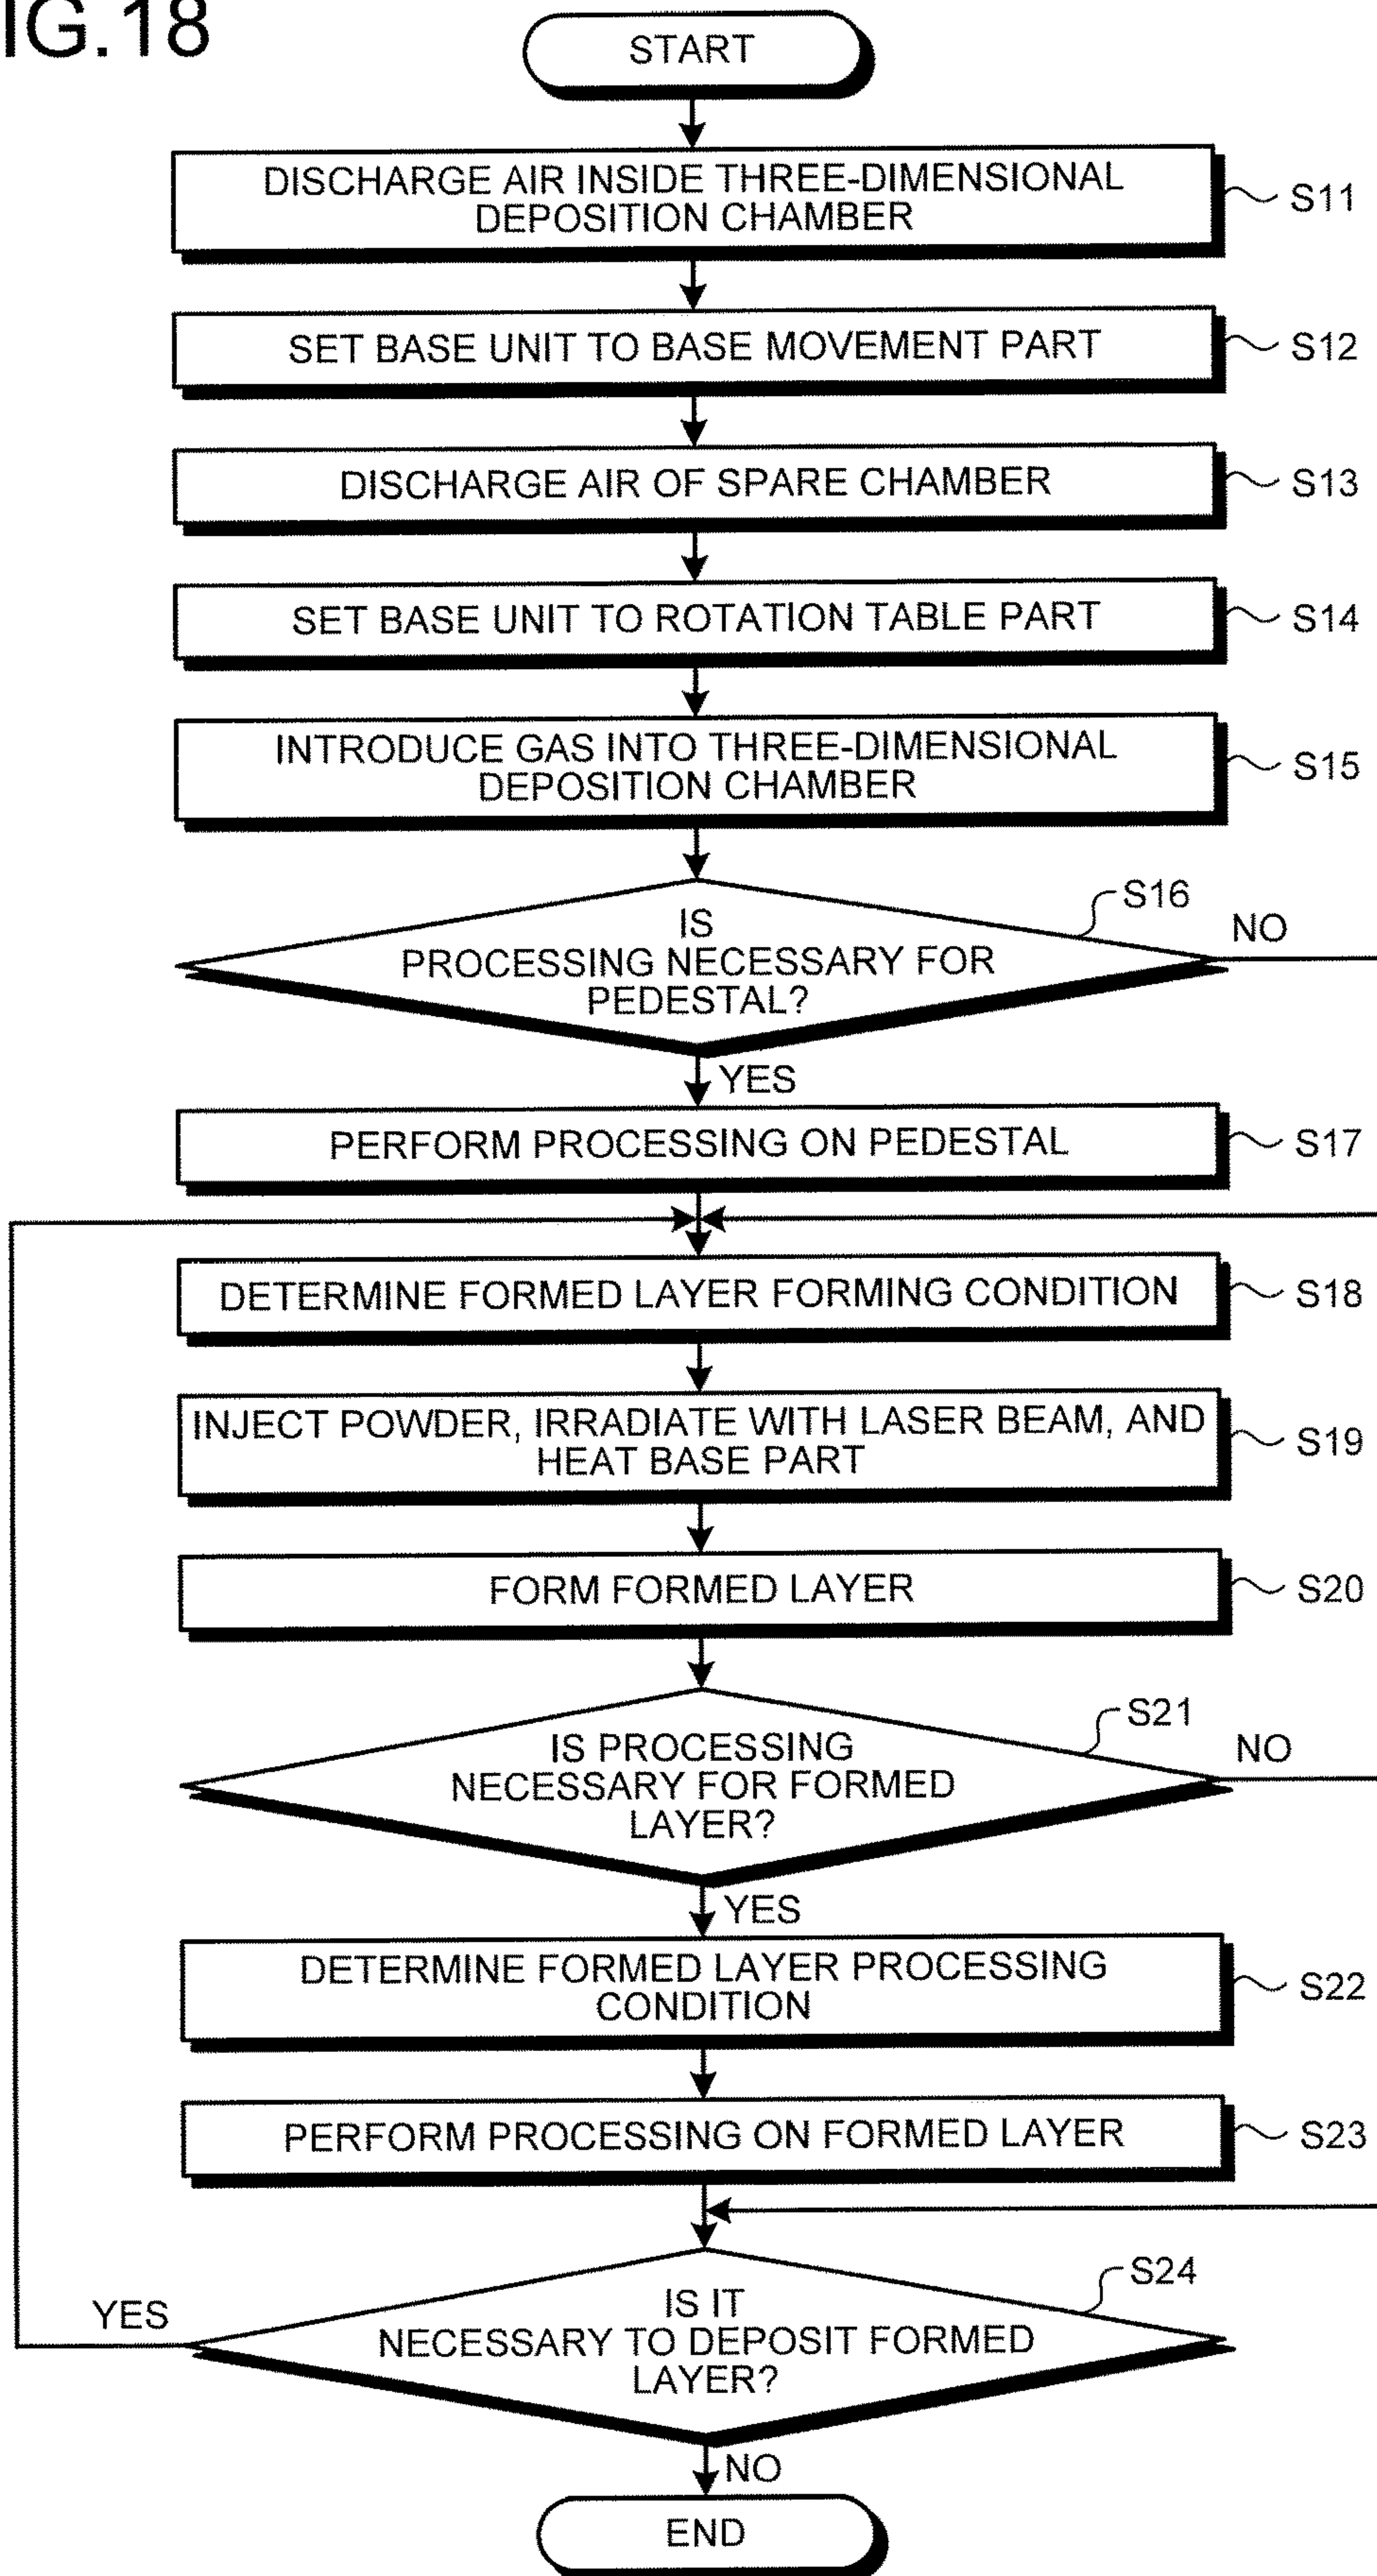 IG.18
START
DISCHARGE AIR INSIDE THREE-DIMENSIONAL
DEPOSITION CHAMBER
S11
SET BASE UNIT TO BASE MOVEMENT PART
S12
DISCHARGE AIR OF SPARE CHAMBER
S13
SET BASE UNIT TO ROTATION TABLE PART
S14
INTRODUCE GAS INTO THREE-DIMENSIONAL
DEPOSITION CHAMBER
S15
S16
IS
PROCESSING NECESSARY FOR
PEDESTAL?
NO
YES
PERFORM PROCESSING ON PEDESTAL
S17
DETERMINE FORMED LAYER FORMING CONDITION
S18
INJECT POWDER, IRRADIATE WITH LASER BEAM, AND
HEAT BASE PART
S19
FORM FORMED LAYER
S20
S21
IS PROCESSING
NECESSARY FOR FORMED
LAYER?
NO
YES
DETERMINE FORMED LAYER PROCESSING
CONDITION
S22
PERFORM PROCESSING ON FORMED LAYER
S23
S24
IS IT
NECESSARY TO DEPOSIT FORMED
LAYER?
YES
NO
END